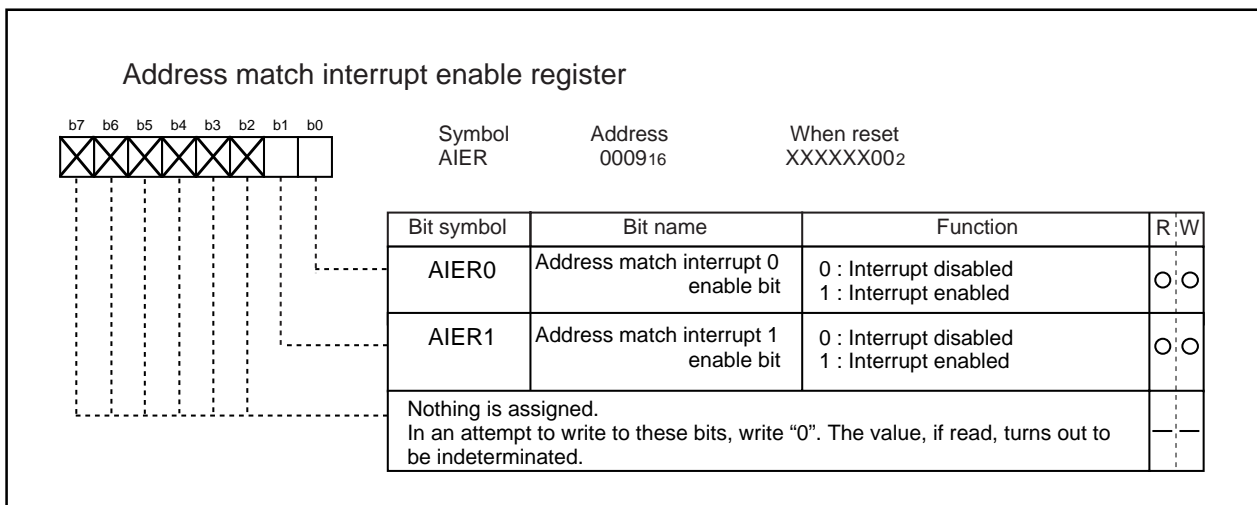 Address match interrupt enable register
b7 b6 b5 b4 b3 b2 b1 b0
Symbol Address When reset
AIER 000916 XXXXXX002
Bit symbol Bit name Function R W
AIER0 Address match interrupt 0 enable bit 0 : Interrupt disabled
1 : Interrupt enabled
AIER1 Address match interrupt 1 enable bit 0 : Interrupt disabled
1 : Interrupt enabled
Nothing is assigned.
In an attempt to write to these bits, write “0”. The value, if read, turns out to
be indeterminated.